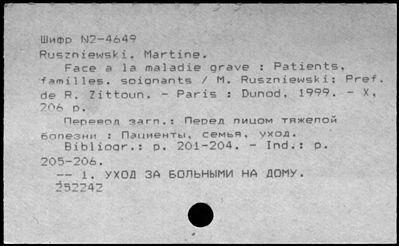 Шифр N2-4649
Ruszniewski, Martine.
Face a la maladie grave : Patients,
familles, soignants / M. Ruszniewski; Pref.
de R. Zittoun. - Paris : Dunod, 1999. - X,
206 p.
Перевод загл.: Перед лицом тяжелой
болезни : Пациенты, семья, уход.
Bibliogr.: p. 201-204. - Ind.: p.
205-206.
-- 1. УХОД ЗА БОЛЬНЫМИ НА ДОМУ.
252242